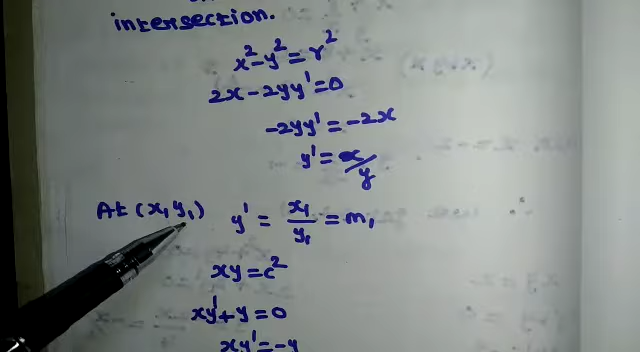 intersection.
x² - y² = r²
2x - 2yy' = 0
-2yy' = -2x
y' = x/y
At (x₁ y₁) y' = x₁/y₁ = m₁
xy = c²
xy' + y = 0
xy' = -y